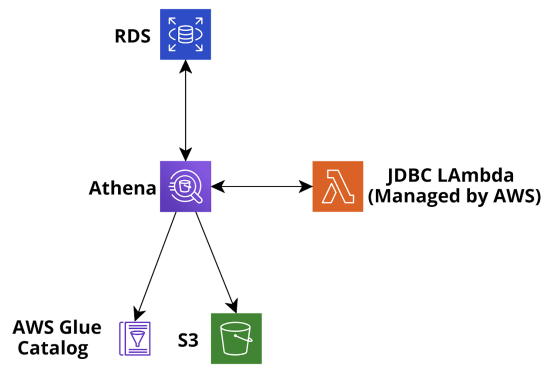 RDS
Athena
JDBC LAmbda
(Managed by AWS)
AWS Glue
Catalog
S3